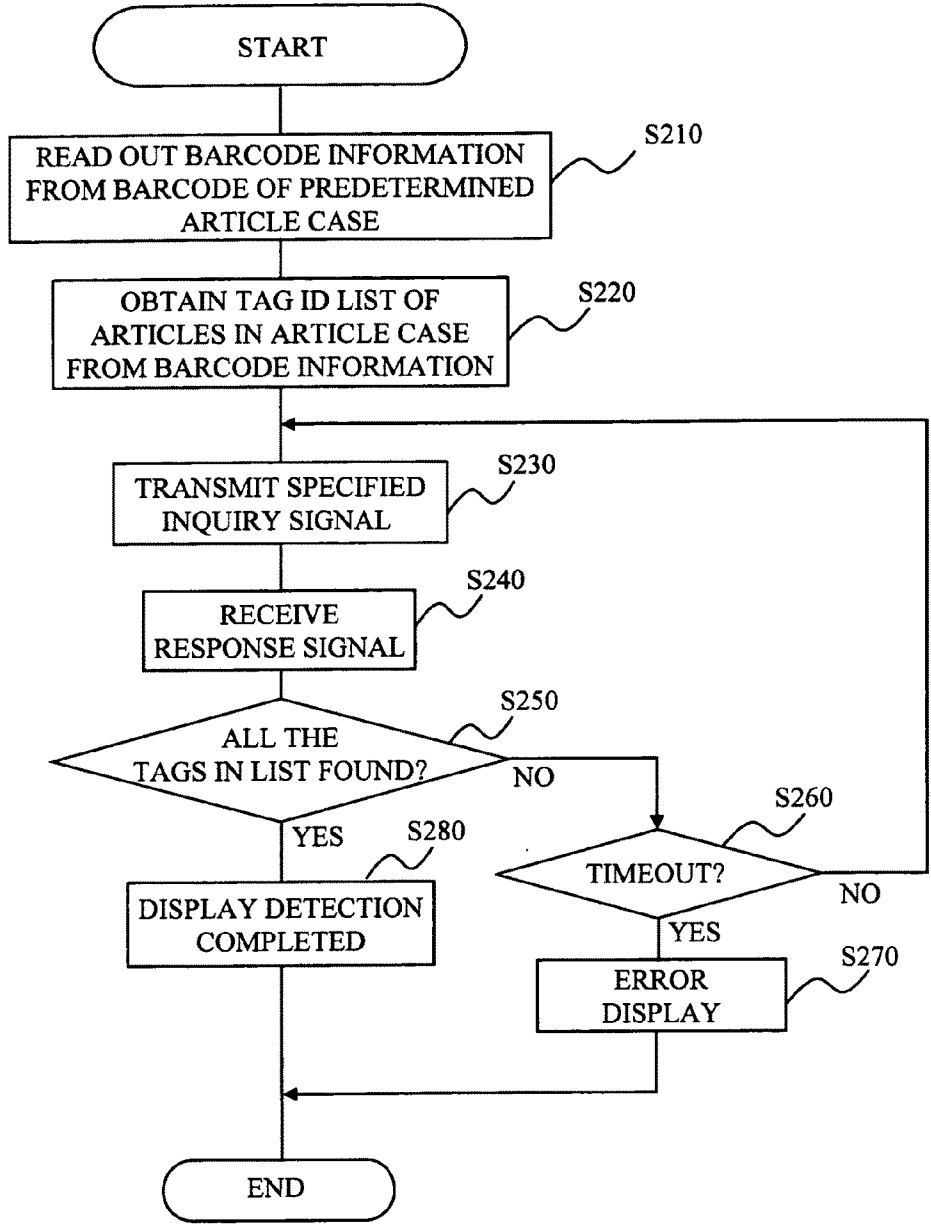 START
S210
READ OUT BARCODE INFORMATION
FROM BARCODE OF PREDETERMINED
ARTICLE CASE
S220
OBTAIN TAG ID LIST OF
ARTICLES IN ARTICLE CASE
FROM BARCODE INFORMATION
S230
TRANSMIT SPECIFIED
INQUIRY SIGNAL
S240
RECEIVE
RESPONSE SIGNAL
S250
ALL THE
TAGS IN LIST FOUND?
NO
YES
S260
TIMEOUT?
NO
YES
S280
DISPLAY DETECTION
COMPLETED
S270
ERROR
DISPLAY
END